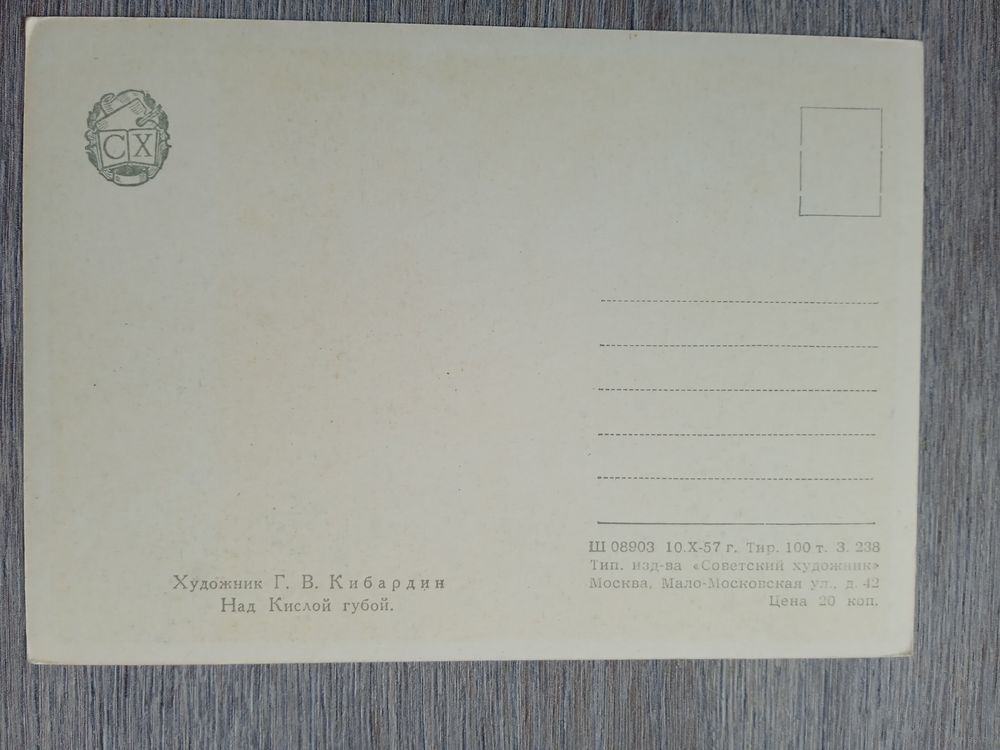 СХ
Художник Г. В. Кибардин
Над Кислой губой.
Ш 08903 10.X-57 г. Тир. 100 т. З. 238
Тип. изд-ва «Советский художник»
Москва, Мало-Московская ул., д. 42
Цена 20 коп.